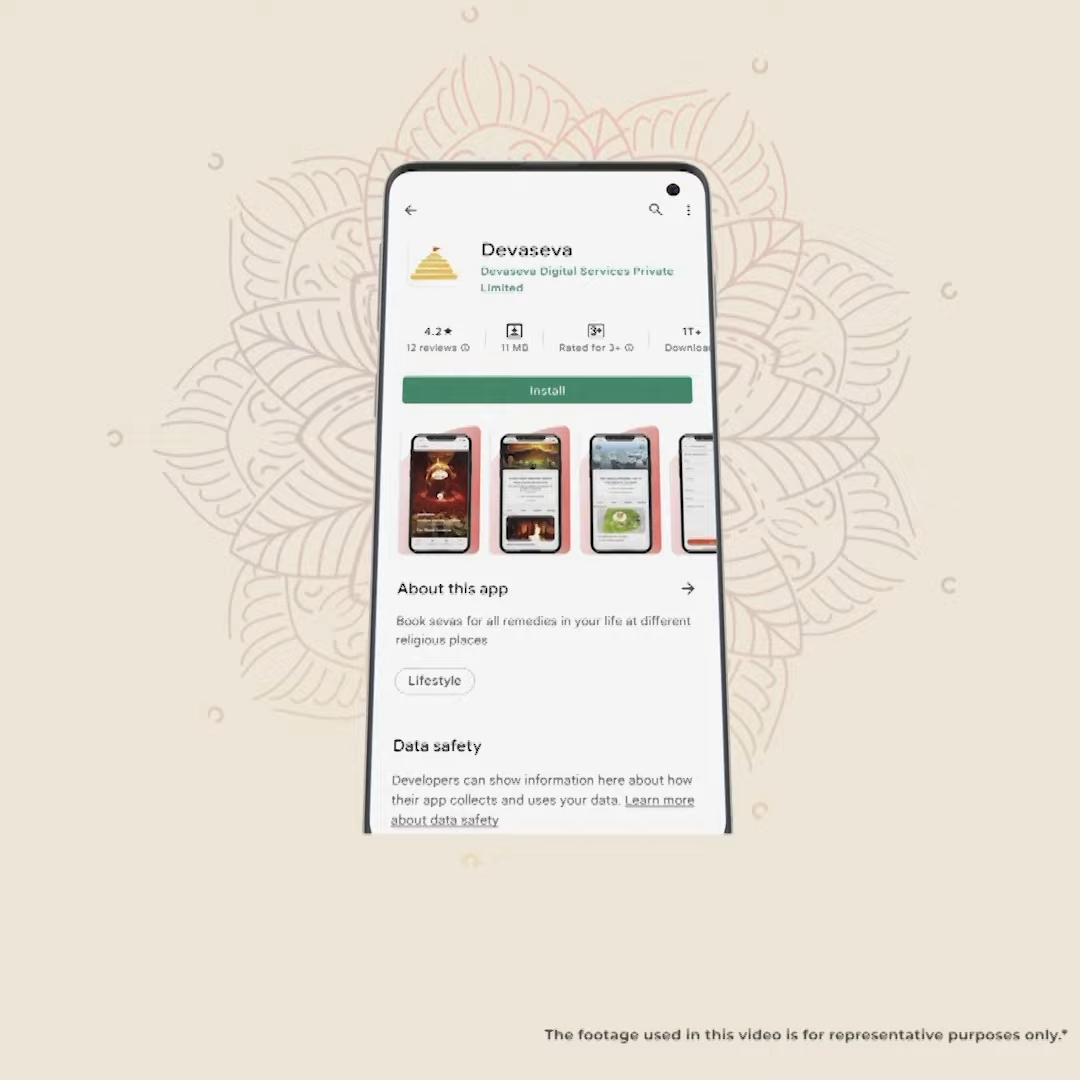 Devaseva
Devaseva Digital Services Private
Limited
4.2★
12 reviews
11 MB
3+
Rated for 3+
1T+
Downloa
Install
About this app
Book sevas for all remedies in your life at different
religious places
Lifestyle
Data safety
Developers can show information here about how
their app collects and uses your data. Learn more
about data safety
The footage used in this video is for representative purposes only.*